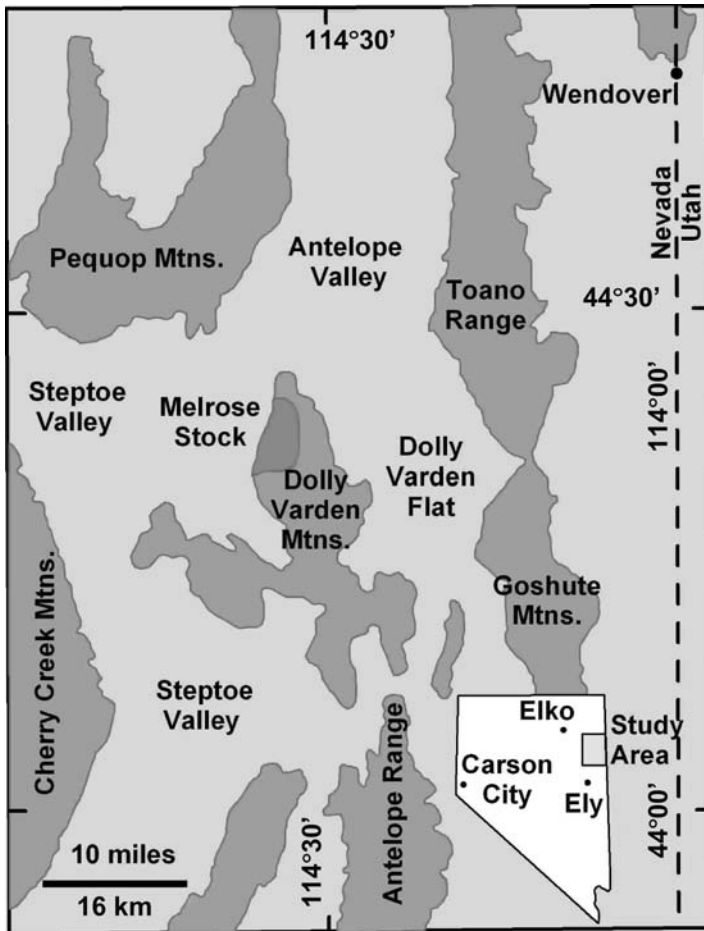 114°30'
Wendover
Nevada
Utah
Pequop Mtns.
Antelope
Valley
Toano
Range
44°30'
Steptoe
Valley
Melrose
Stock
114°00'
Dolly
Varden
Flat
Dolly
Varden
Mtns.
Goshute
Mtns.
Cherry Creek Mtns.
Steptoe
Valley
Elko
Study
Area
Carson
City
Ely
Antelope Range
44°00'
10 miles
16 km
114°30'